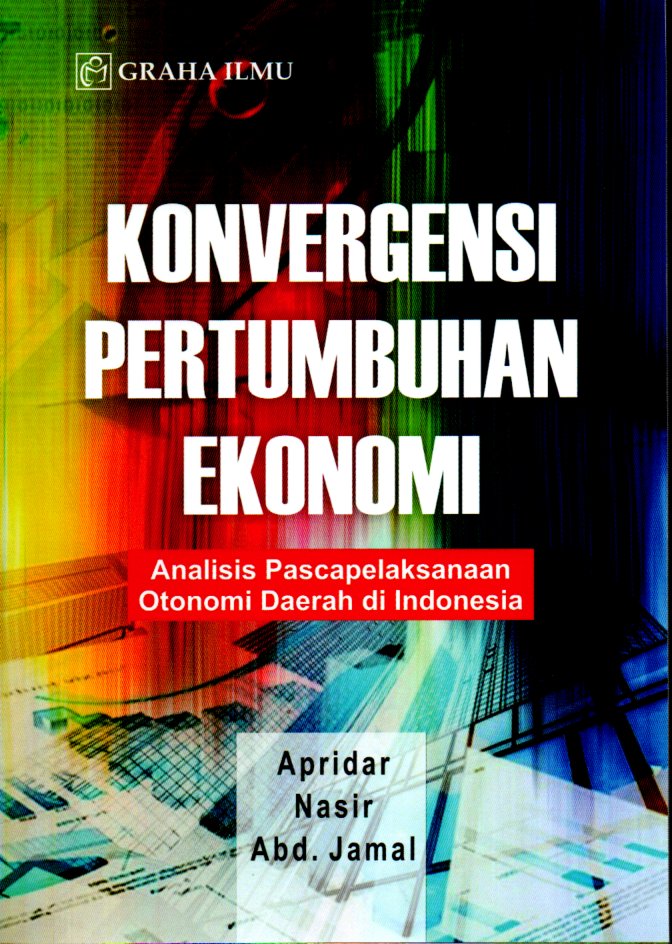 GRAHA ILMU
KONVERGENSI
PERTUMBUHAN
EKONOMI
Analisis Pascapelaksanaan
Otonomi Daerah di Indonesia
Apridar
Nasir
Abd. Jamal